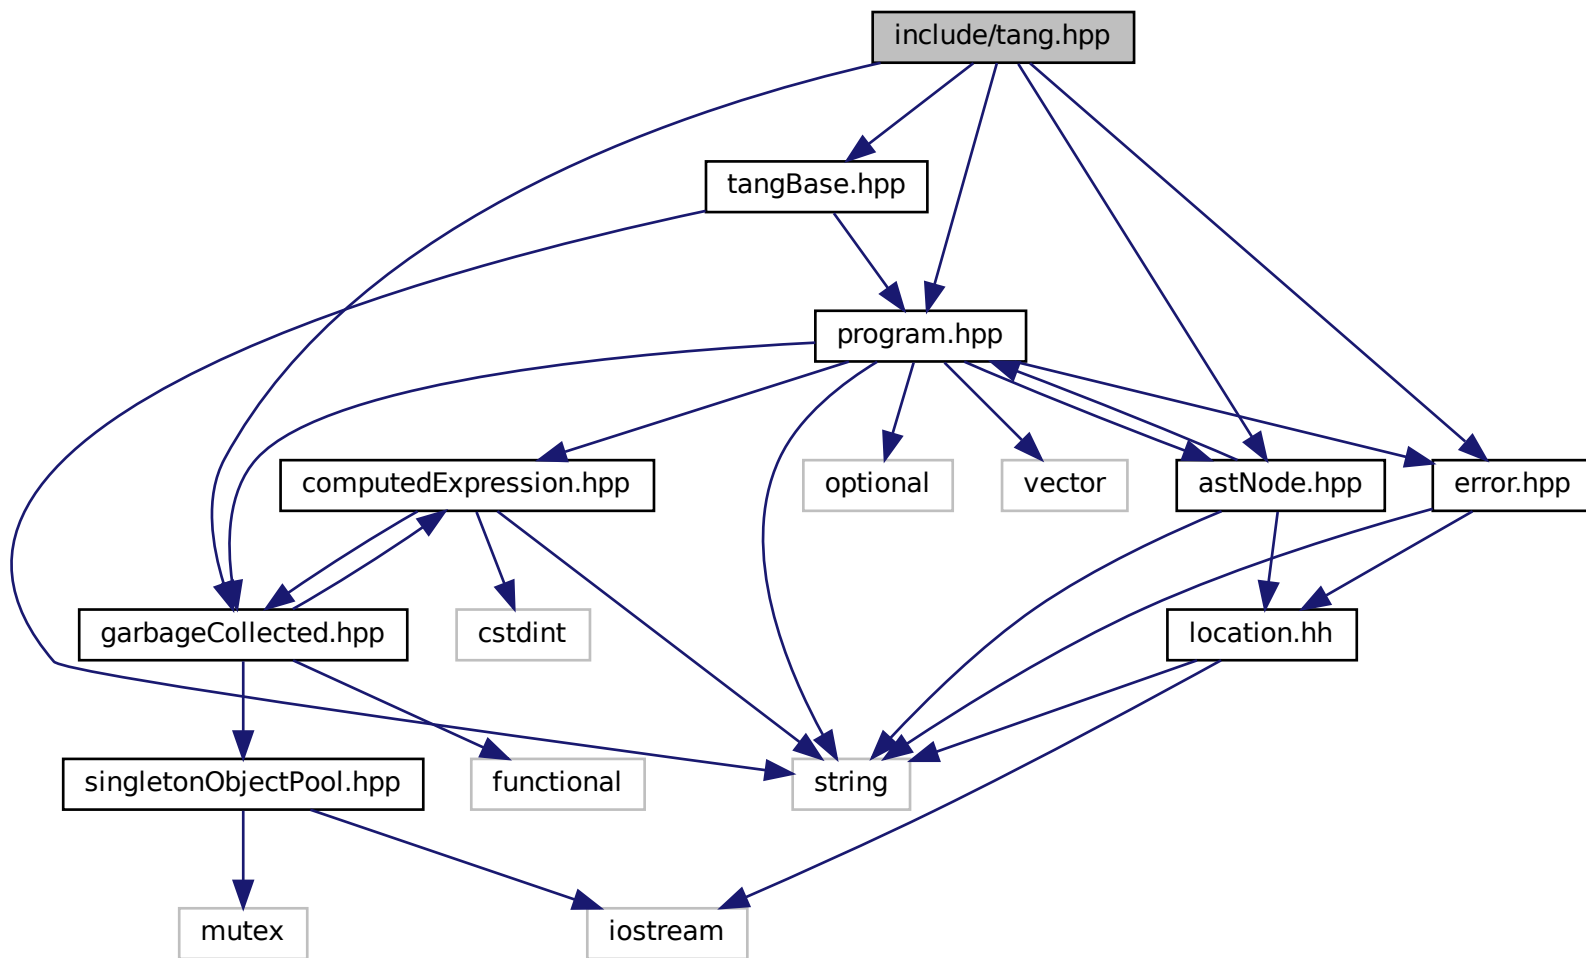 include/tang.hpp
tangBase.hpp
program.hpp
computedExpression.hpp
optional
vector
astNode.hpp
error.hpp
garbageCollected.hpp
cstdint
location.hh
singletonObjectPool.hpp
functional
string
mutex
iostream